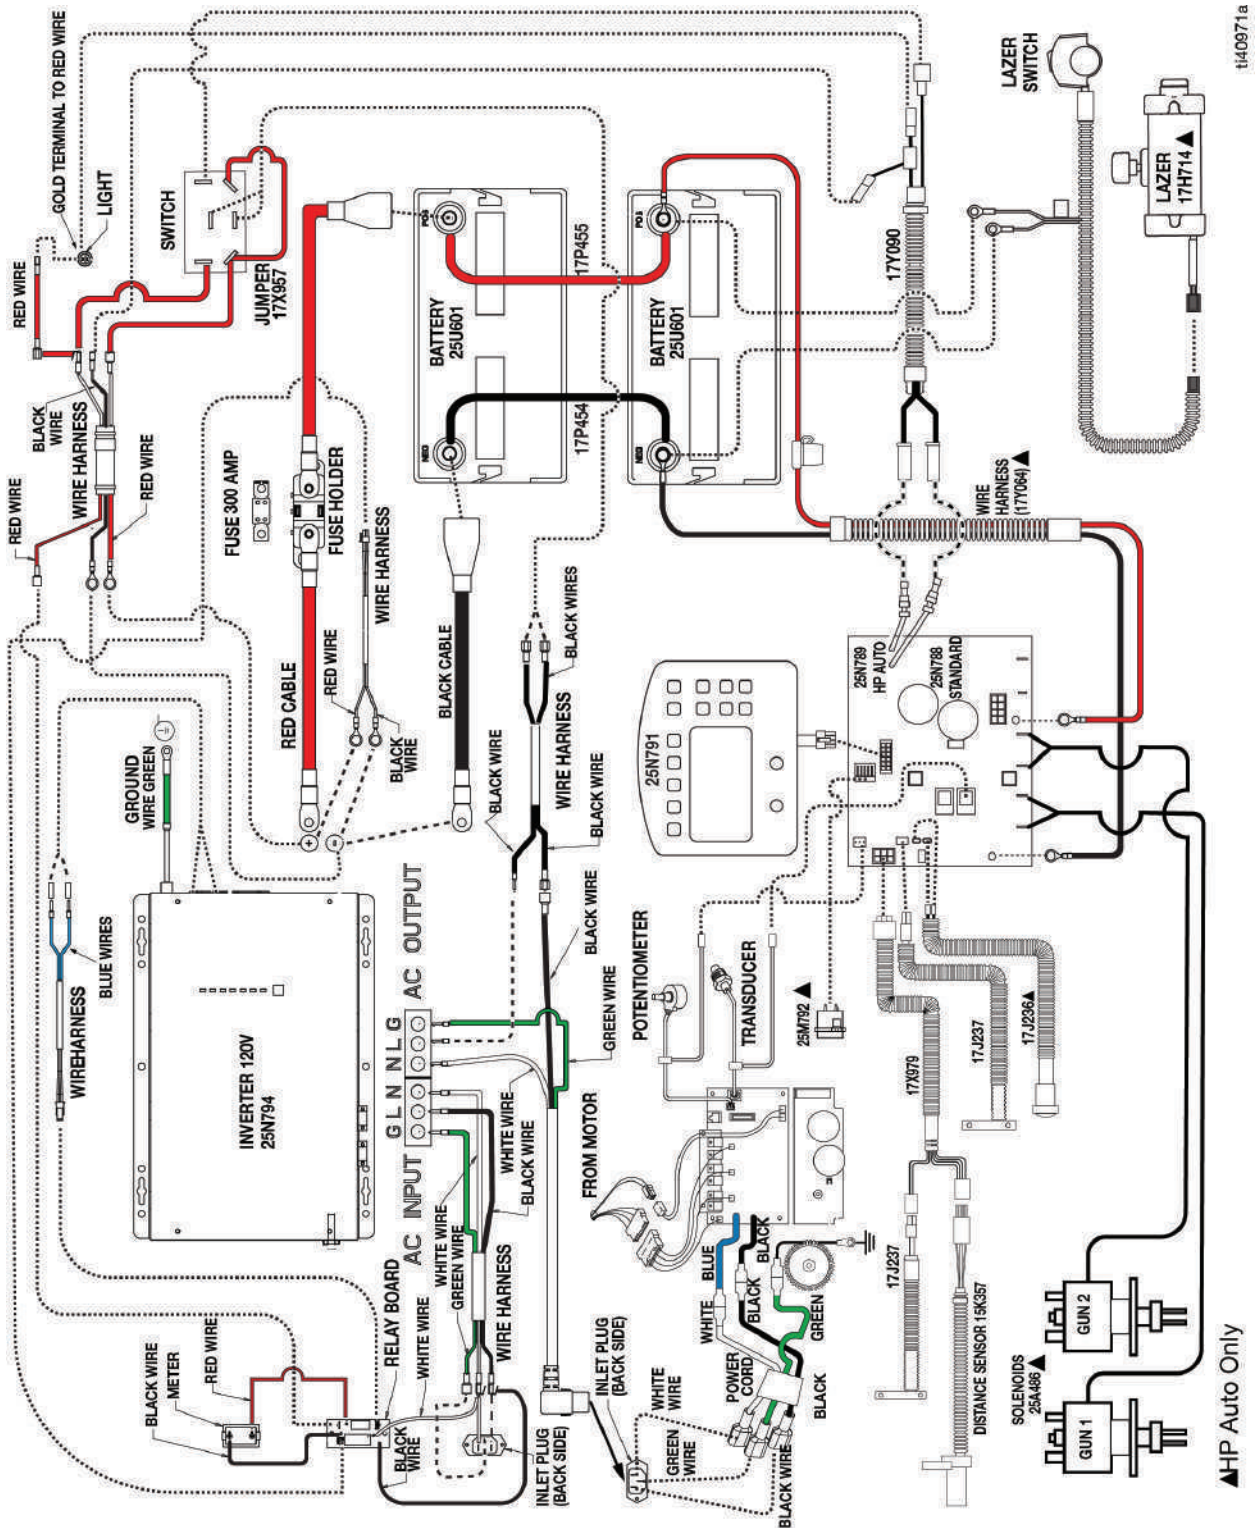 ti40971a
GOLD TERMINAL TO RED WIRE
LIGHT
RED WIRE
SWITCH
JUMPER
17X957
BLACK
WIRE
WIRE HARNESS
RED WIRE
RED WIRE
FUSE 300 AMP
FUSE HOLDER
WIRE HARNESS
RED CABLE
RED WIRE
BLACK
WIRE
BLACK CABLE
POS
BATTERY
25U601
NEG
17P455
17P454
POS
BATTERY
25U601
NEG
17Y090
LAZER
SWITCH
LAZER
17H714▲
WIRE
HARNESS
(17Y064)▲
BLACK WIRES
BLACK WIRE
WIRE HARNESS
BLACK WIRE
BLACK WIRE
GREEN WIRE
GROUND
WIRE GREEN
+
-
BLUE WIRES
WIREHARNESS
INVERTER 120V
25N794
AC INPUT
AC OUTPUT
G L N N L G
WHITE WIRE
BLACK WIRE
WHITE WIRE
GREEN WIRE
WIRE HARNESS
BLACK WIRE
METER
RED WIRE
RELAY BOARD
WHITE WIRE
BLACK
WIRE
INLET PLUG
(BACK SIDE)
25N791
25N789
HP AUTO
25N788
STANDARD
POTENTIOMETER
TRANSDUCER
25M792▲
FROM MOTOR
BLUE
BLACK
WHITE
BLACK
GREEN
POWER
CORD
BLACK
INLET PLUG
(BACK SIDE)
WHITE
WIRE
GREEN
WIRE
BLACK WIRE
17X979
17J237
17J236▲
17J237
DISTANCE SENSOR 15K357
SOLENOIDS
25A486▲
GUN 1
GUN 2
▲HP Auto Only